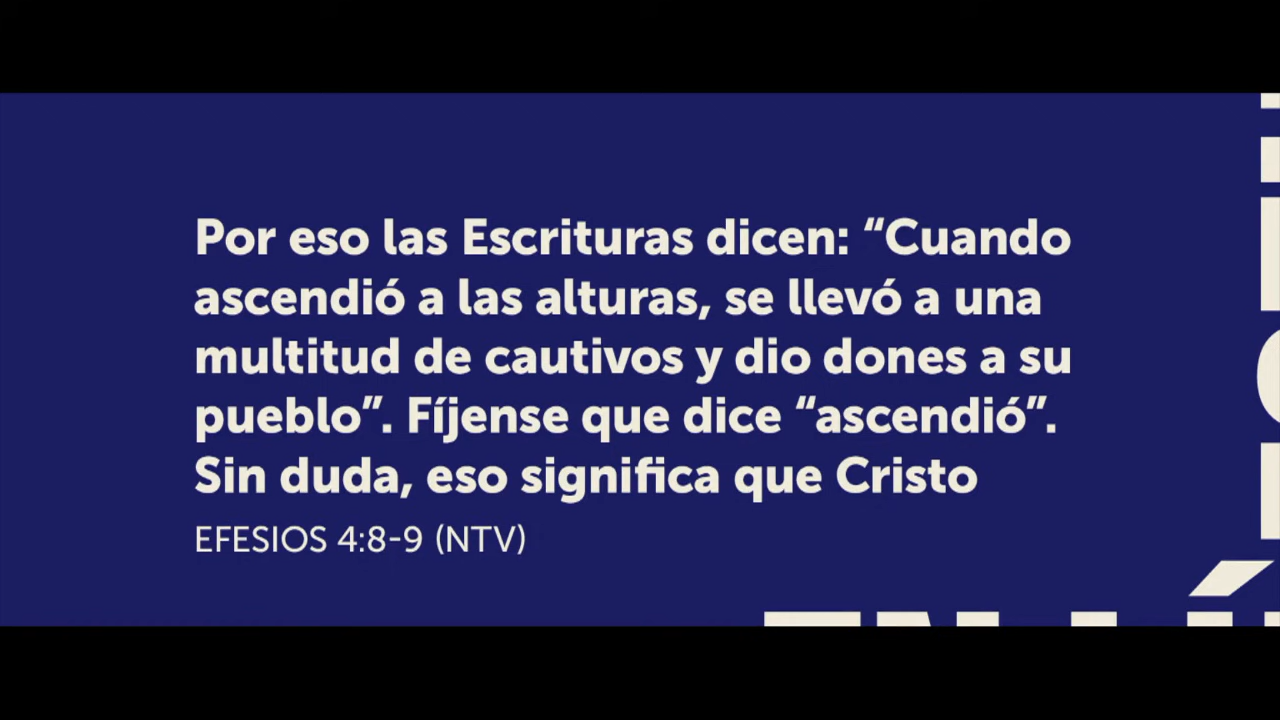 Por eso las Escrituras dicen: “Cuando
ascendió a las alturas, se llevó a una
multitud de cautivos y dio dones a su
pueblo”. Fíjense que dice “ascendió”.
Sin duda, eso significa que Cristo
EFESIOS 4:8-9 (NTV)